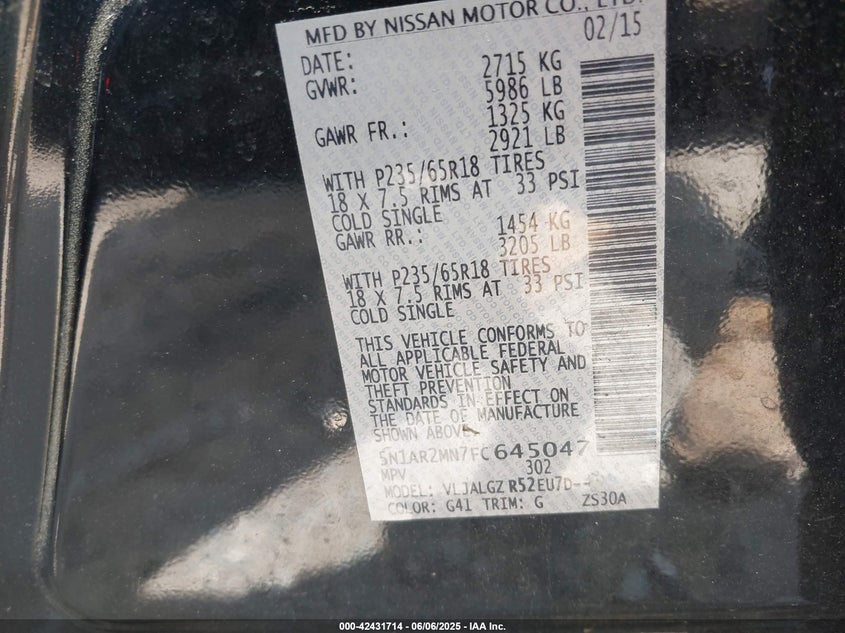 MFD BY NISSAN MOTOR CO., LTD.
DATE: 02/15
GVWR: 2715 KG
5986 LB
GAWR FR.: 1325 KG
2921 LB
WITH P235/65R18 TIRES
18 X 7.5 RIMS AT 33 PSI
COLD SINGLE
GAWR RR.: 1454 KG
3205 LB
WITH P235/65R18 TIRES
18 X 7.5 RIMS AT 33 PSI
COLD SINGLE
THIS VEHICLE CONFORMS TO
ALL APPLICABLE FEDERAL
MOTOR VEHICLE SAFETY AND
THEFT PREVENTION
STANDARDS IN EFFECT ON
THE DATE OF MANUFACTURE
SHOWN ABOVE.
5N1AR2MN7FC645047
MPV 302
MODEL: VLJALGZ R52EU7D--
COLOR: G41 TRIM: G ZS30A
000-42431714 - 06/06/2025 - IAA Inc.